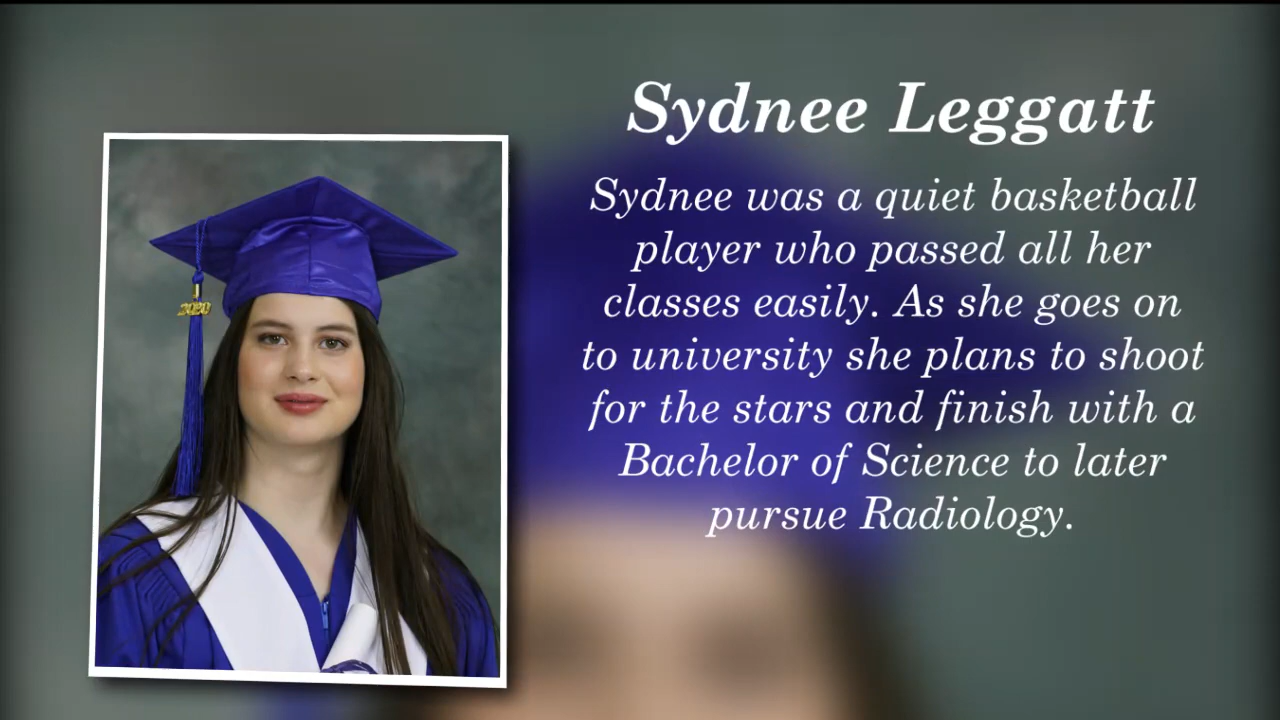 Sydnee Leggatt
Sydnee was a quiet basketball
player who passed all her
classes easily. As she goes on
to university she plans to shoot
for the stars and finish with a
Bachelor of Science to later
pursue Radiology.
2020